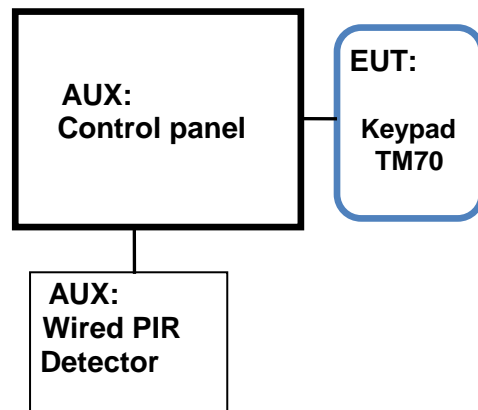 AUX:
Control panel
EUT:
Keypad
TM70
AUX:
Wired PIR
Detector